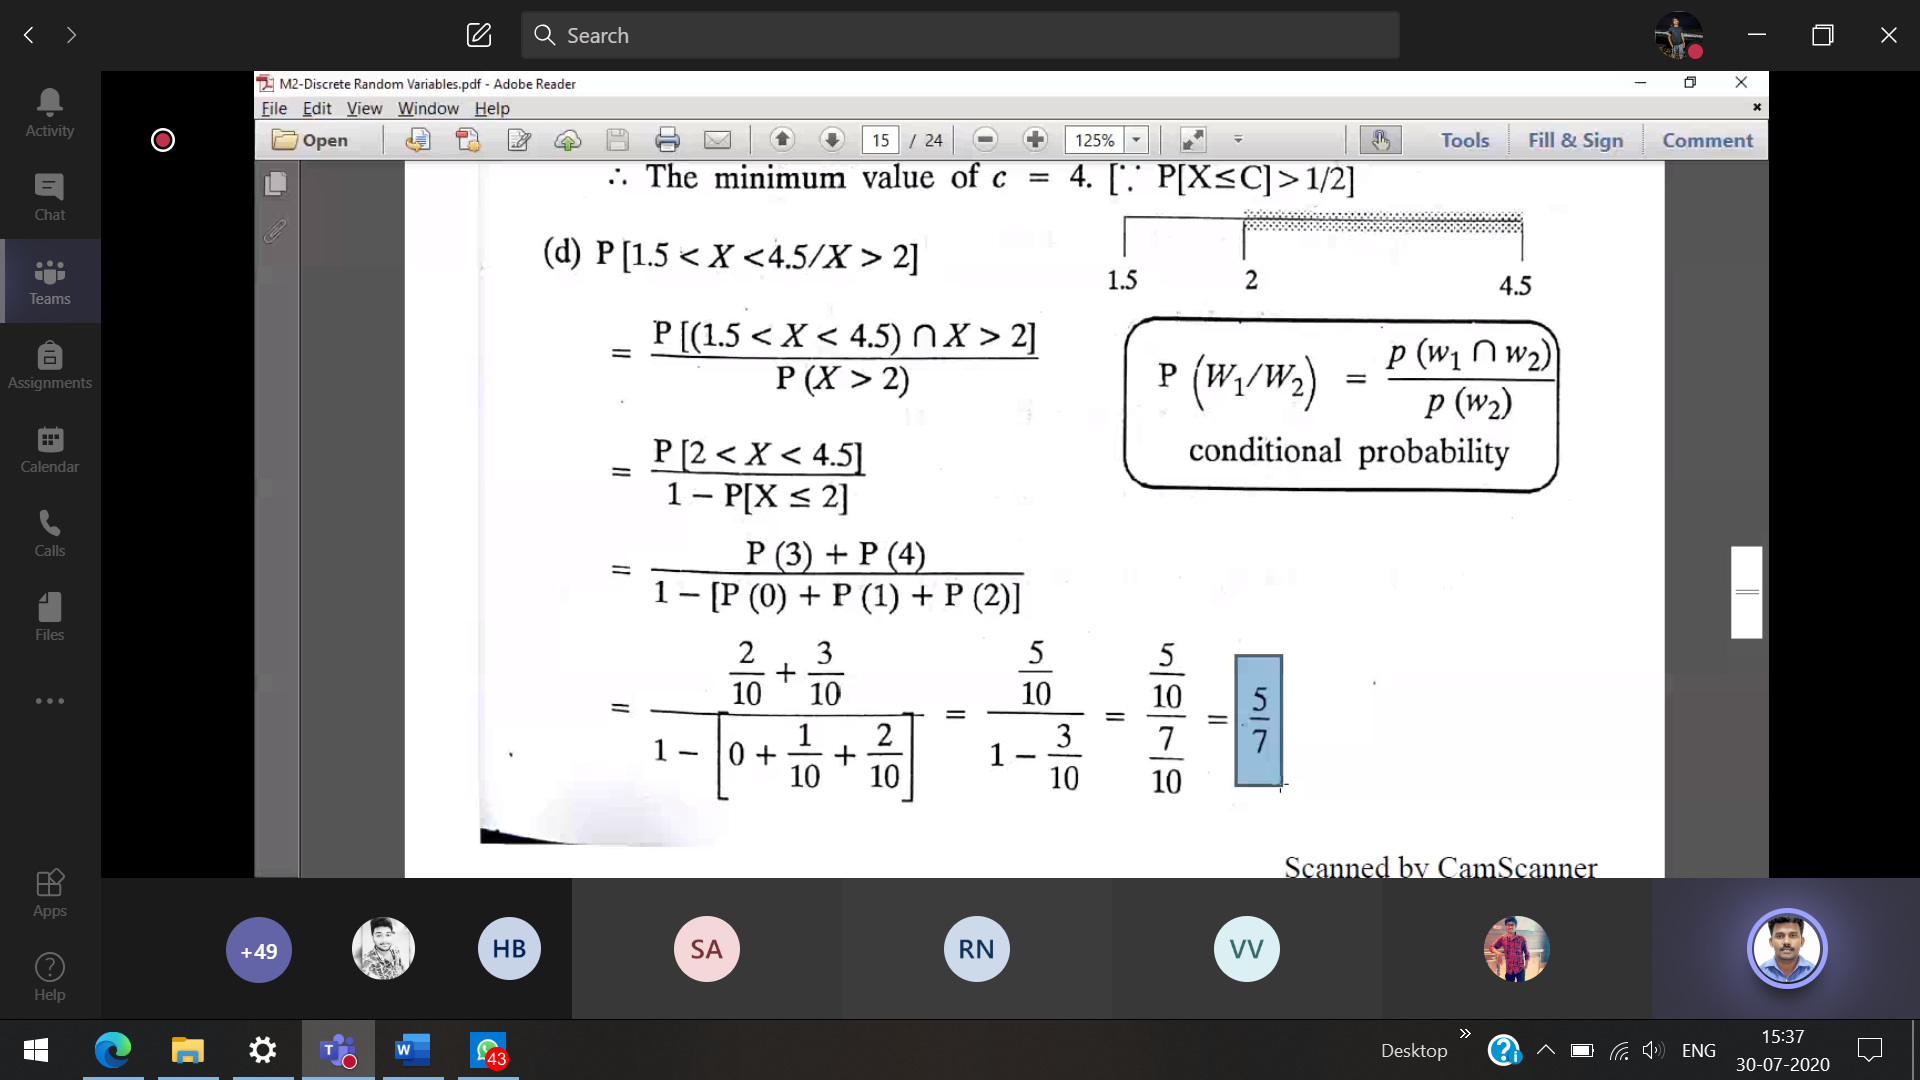 Search
Activity
Chat
Teams
Assignments
Calendar
Calls
Files
Apps
Help
M2-Discrete Random Variables.pdf - Adobe Reader
File Edit View Window Help
Open 15 / 24 125% Tools Fill & Sign Comment
∴ The minimum value of c = 4. [∵ P[X≤C]>1/2]
(d) P [1.5 < X <4.5/X > 2]
1.5 2 4.5
= P [(1.5 < X < 4.5) ∩ X > 2] / P (X > 2)
P (W₁/W₂) = p (w₁ ∩ w₂) / p (w₂)
conditional probability
= P [2 < X < 4.5] / 1 − P[X ≤ 2]
= P (3) + P (4) / 1 − [P (0) + P (1) + P (2)]
= 2/10 + 3/10 / 1 − [0 + 1/10 + 2/10] = 5/10 / 1 − 3/10 = 5/10 / 7/10 = 5/7
Scanned by CamScanner
+49 HB SA RN VV
43
Desktop » ENG 15:37
30-07-2020